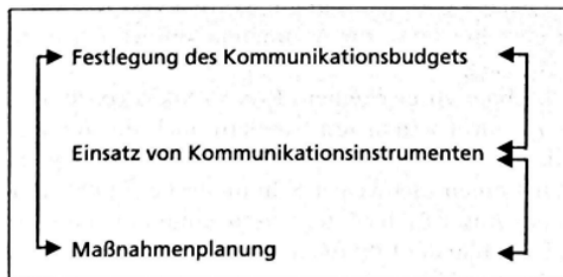 Festlegung des Kommunikationsbudgets
Einsatz von Kommunikationsinstrumenten
Maßnahmenplanung